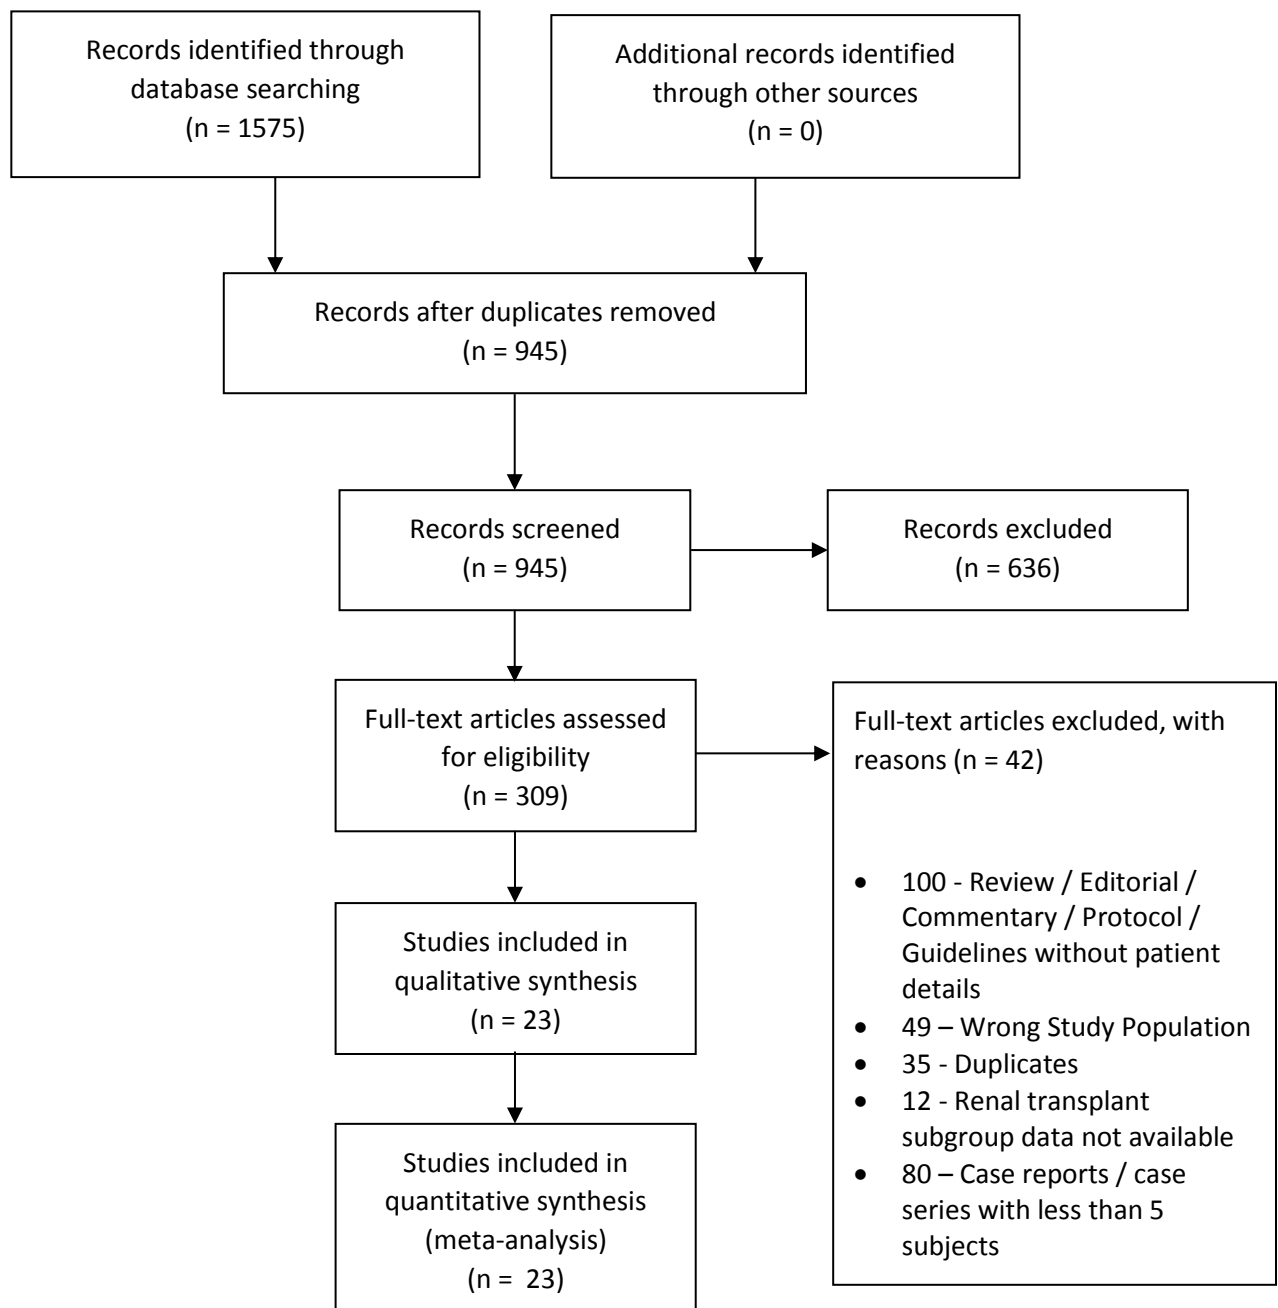 Records identified through
database searching
(n = 1575)
Additional records identified
through other sources
(n = 0)
Records after duplicates removed
(n = 945)
Records screened
(n = 945)
Records excluded
(n = 636)
Full-text articles assessed
for eligibility
(n = 309)
Full-text articles excluded, with
reasons (n = 42)
• 100 - Review / Editorial /
Commentary / Protocol /
Guidelines without patient
details
• 49 – Wrong Study Population
• 35 - Duplicates
• 12 - Renal transplant
subgroup data not available
• 80 – Case reports / case
series with less than 5
subjects
Studies included in
qualitative synthesis
(n = 23)
Studies included in
quantitative synthesis
(meta-analysis)
(n = 23)